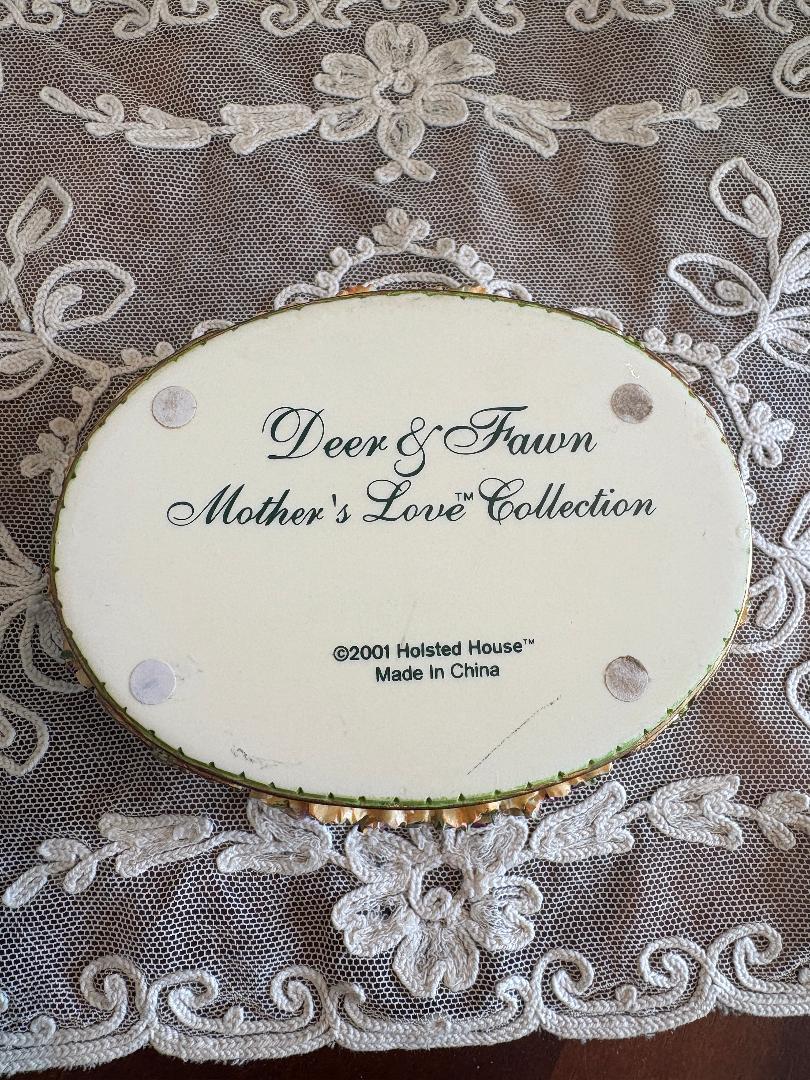 Deer & Fawn
Mother's Love™ Collection
©2001 Holsted House™
Made In China